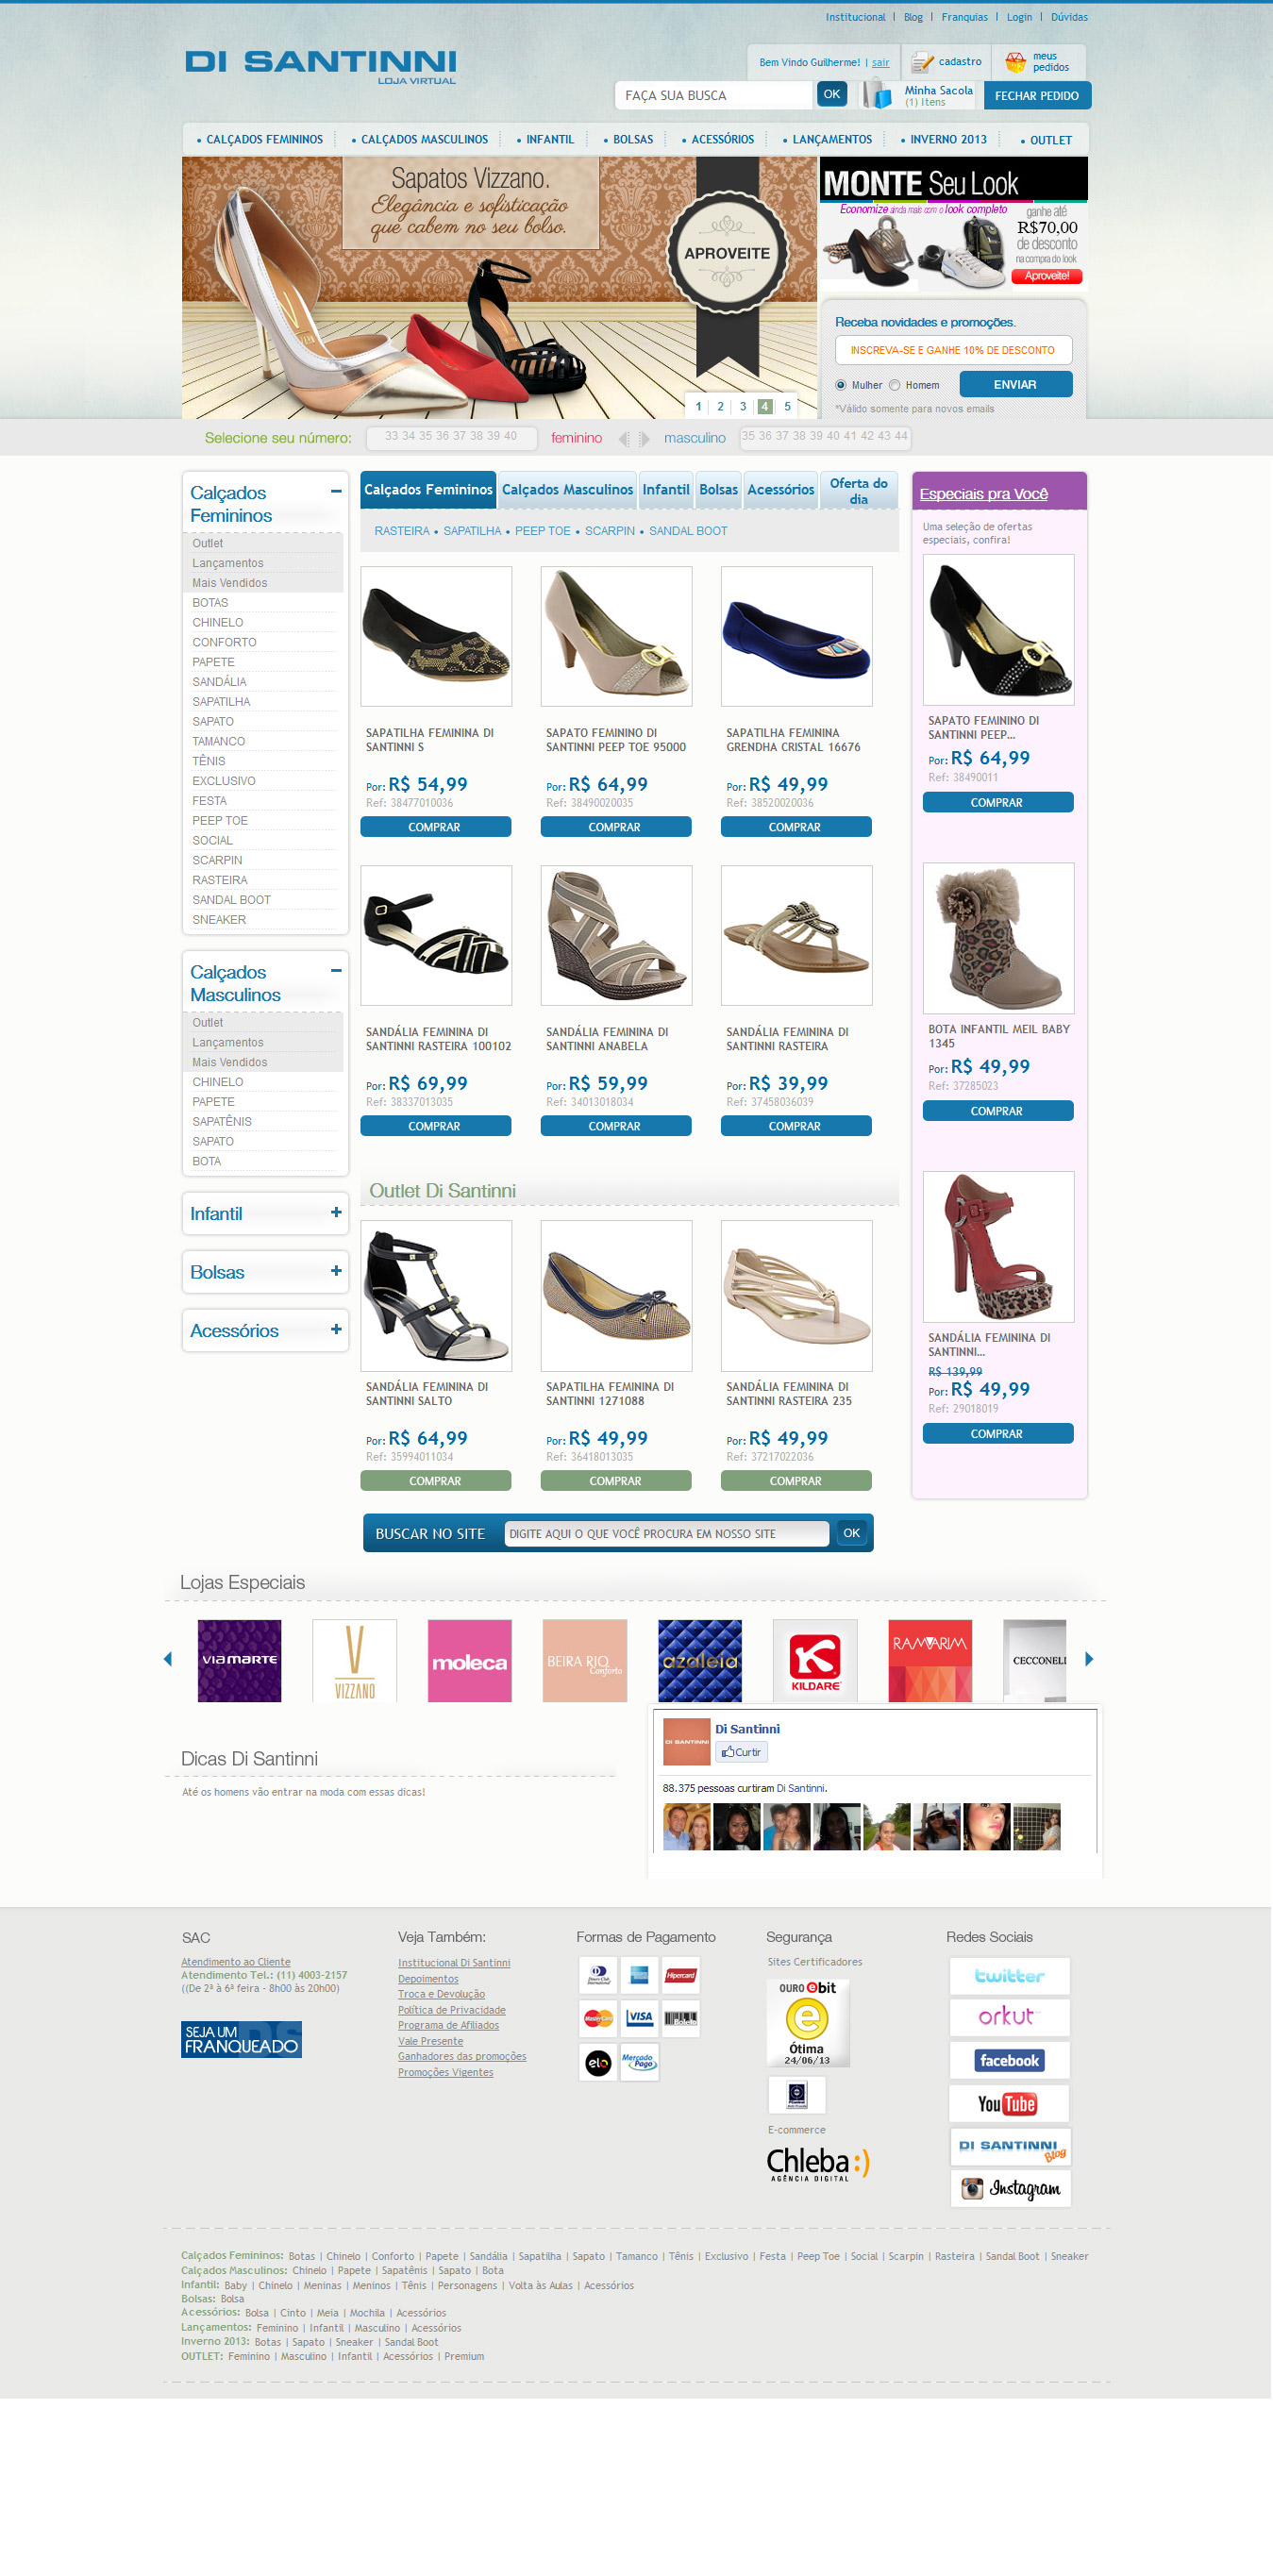 Institucional | Blog | Franquias | Login | Dúvidas
DI SANTINNI
LOJA VIRTUAL
Bem Vindo Guilherme! | sair
cadastro
meus
pedidos
FAÇA SUA BUSCA
OK
Minha Sacola
(1) Itens
FECHAR PEDIDO
• CALÇADOS FEMININOS • CALÇADOS MASCULINOS • INFANTIL • BOLSAS • ACESSÓRIOS • LANÇAMENTOS • INVERNO 2013 • OUTLET
Sapatos Vizzano.
Elegância e sofisticação
que cabem no seu bolso.
APROVEITE
1 2 3 4 5
MONTE Seu Look
Economize ainda mais com o look completo
ganhe até
R$70,00
de desconto
na compra do look
Aproveite!
Receba novidades e promoções.
INSCREVA-SE E GANHE 10% DE DESCONTO
Mulher Homem
ENVIAR
*Válido somente para novos emails
Selecione seu número:
33 34 35 36 37 38 39 40
feminino
masculino
35 36 37 38 39 40 41 42 43 44
Calçados
Femininos
Outlet
Lançamentos
Mais Vendidos
BOTAS
CHINELO
CONFORTO
PAPETE
SANDÁLIA
SAPATILHA
SAPATO
TAMANCO
TÊNIS
EXCLUSIVO
FESTA
PEEP TOE
SOCIAL
SCARPIN
RASTEIRA
SANDAL BOOT
SNEAKER
Calçados
Masculinos
Outlet
Lançamentos
Mais Vendidos
CHINELO
PAPETE
SAPATÊNIS
SAPATO
BOTA
Infantil
Bolsas
Acessórios
Calçados Femininos Calçados Masculinos Infantil Bolsas Acessórios Oferta do
dia
RASTEIRA • SAPATILHA • PEEP TOE • SCARPIN • SANDAL BOOT
SAPATILHA FEMININA DI
SANTINNI S
Por: R$ 54,99
Ref: 38477010036
COMPRAR
SAPATO FEMININO DI
SANTINNI PEEP TOE 95000
Por: R$ 64,99
Ref: 38490020035
COMPRAR
SAPATILHA FEMININA
GRENDHA CRISTAL 16676
Por: R$ 49,99
Ref: 38520020036
COMPRAR
SANDÁLIA FEMININA DI
SANTINNI RASTEIRA 100102
Por: R$ 69,99
Ref: 38337013035
COMPRAR
SANDÁLIA FEMININA DI
SANTINNI ANABELA
Por: R$ 59,99
Ref: 34013018034
COMPRAR
SANDÁLIA FEMININA DI
SANTINNI RASTEIRA
Por: R$ 39,99
Ref: 37458036039
COMPRAR
Outlet Di Santinni
SANDÁLIA FEMININA DI
SANTINNI SALTO
Por: R$ 64,99
Ref: 35994011034
COMPRAR
SAPATILHA FEMININA DI
SANTINNI 1271088
Por: R$ 49,99
Ref: 36418013035
COMPRAR
SANDÁLIA FEMININA DI
SANTINNI RASTEIRA 235
Por: R$ 49,99
Ref: 37217022036
COMPRAR
Especiais pra Você
Uma seleção de ofertas
especiais, confira!
SAPATO FEMININO DI
SANTINNI PEEP...
Por: R$ 64,99
Ref: 38490011
COMPRAR
BOTA INFANTIL MEIL BABY
1345
Por: R$ 49,99
Ref: 37285023
COMPRAR
SANDÁLIA FEMININA DI
SANTINNI...
R$ 139,99
Por: R$ 49,99
Ref: 29018019
COMPRAR
BUSCAR NO SITE
DIGITE AQUI O QUE VOCÊ PROCURA EM NOSSO SITE
OK
Lojas Especiais
VIAMARTE
V
VIZZANO
moleca
BEIRA RIO
Conforto
azaleia
K
KILDARE
RAMARIM
CECCONELL
Dicas Di Santinni
Até os homens vão entrar na moda com essas dicas!
DI SANTINNI
Di Santinni
Curtir
88.375 pessoas curtiram Di Santinni.
SAC
Atendimento ao Cliente
Atendimento Tel.: (11) 4003-2157
((De 2ª à 6ª feira - 8h00 às 20h00)
SEJA UM
FRANQUEADO
Veja Também:
Institucional Di Santinni
Depoimentos
Troca e Devolução
Política de Privacidade
Programa de Afiliados
Vale Presente
Ganhadores das promoções
Promoções Vigentes
Formas de Pagamento
Diners Club
International
Hipercard
MasterCard
VISA
Boleto
elo
Mercado
Pago
Segurança
Sites Certificadores
OURO ebit
e
Ótima
24/06/13
E-commerce
Chleba:)
AGÊNCIA DIGITAL
Redes Sociais
twitter
orkut
facebook
YouTube
DI SANTINNI
Blog
Instagram
Calçados Femininos: Botas | Chinelo | Conforto | Papete | Sandália | Sapatilha | Sapato | Tamanco | Tênis | Exclusivo | Festa | Peep Toe | Social | Scarpin | Rasteira | Sandal Boot | Sneaker
Calçados Masculinos: Chinelo | Papete | Sapatênis | Sapato | Bota
Infantil: Baby | Chinelo | Meninas | Meninos | Tênis | Personagens | Volta às Aulas | Acessórios
Bolsas: Bolsa
Acessórios: Bolsa | Cinto | Meia | Mochila | Acessórios
Lançamentos: Feminino | Infantil | Masculino | Acessórios
Inverno 2013: Botas | Sapato | Sneaker | Sandal Boot
OUTLET: Feminino | Masculino | Infantil | Acessórios | Premium